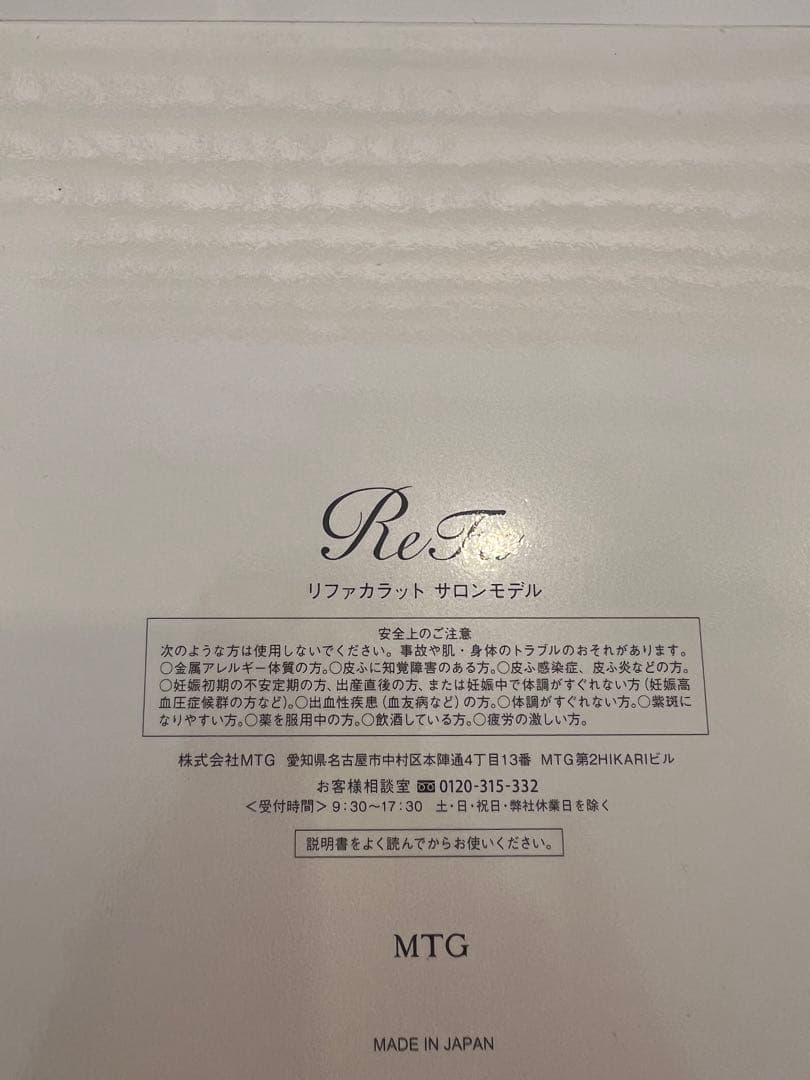 ReFa
リファカラット サロンモデル
安全上のご注意
次のような方は使用しないでください。事故や肌・身体のトラブルのおそれがあります。
○金属アレルギー体質の方。○皮ふに知覚障害のある方。○皮ふ感染症、皮ふ炎などの方。
○妊娠初期の不安定期の方、出産直後の方、または妊娠中で体調がすぐれない方（妊娠高
血圧症候群の方など）。○出血性疾患（血友病など）の方。○体調がすぐれない方。○紫斑に
なりやすい方。○薬を服用中の方。○飲酒している方。○疲労の激しい方。
株式会社MTG 愛知県名古屋市中村区本陣通4丁目13番 MTG第2HIKARIビル
お客様相談室 0120-315-332
＜受付時間＞9:30〜17:30 土・日・祝日・弊社休業日を除く
説明書をよく読んでからお使いください。
MTG
MADE IN JAPAN